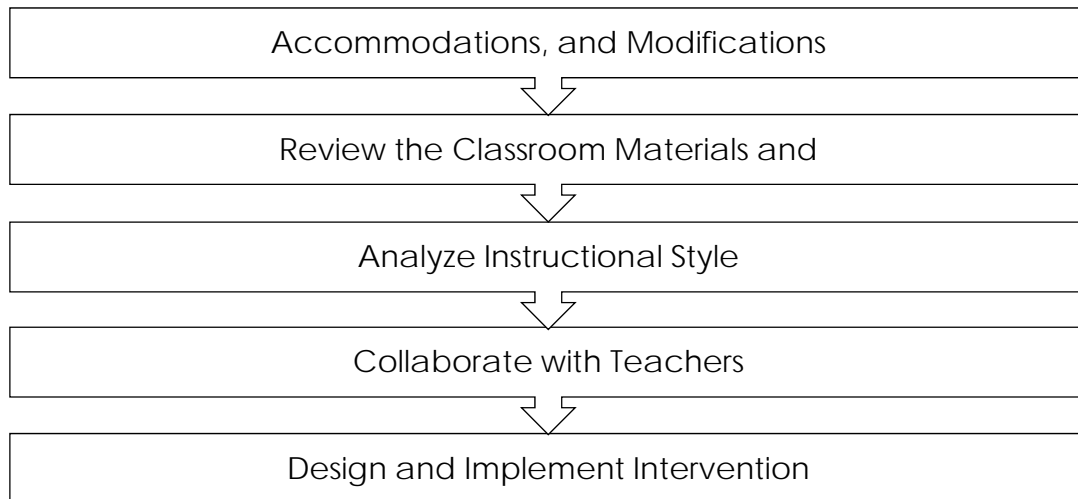 Accommodations, and Modifications
Review the Classroom Materials and
Analyze Instructional Style
Collaborate with Teachers
Design and Implement Intervention